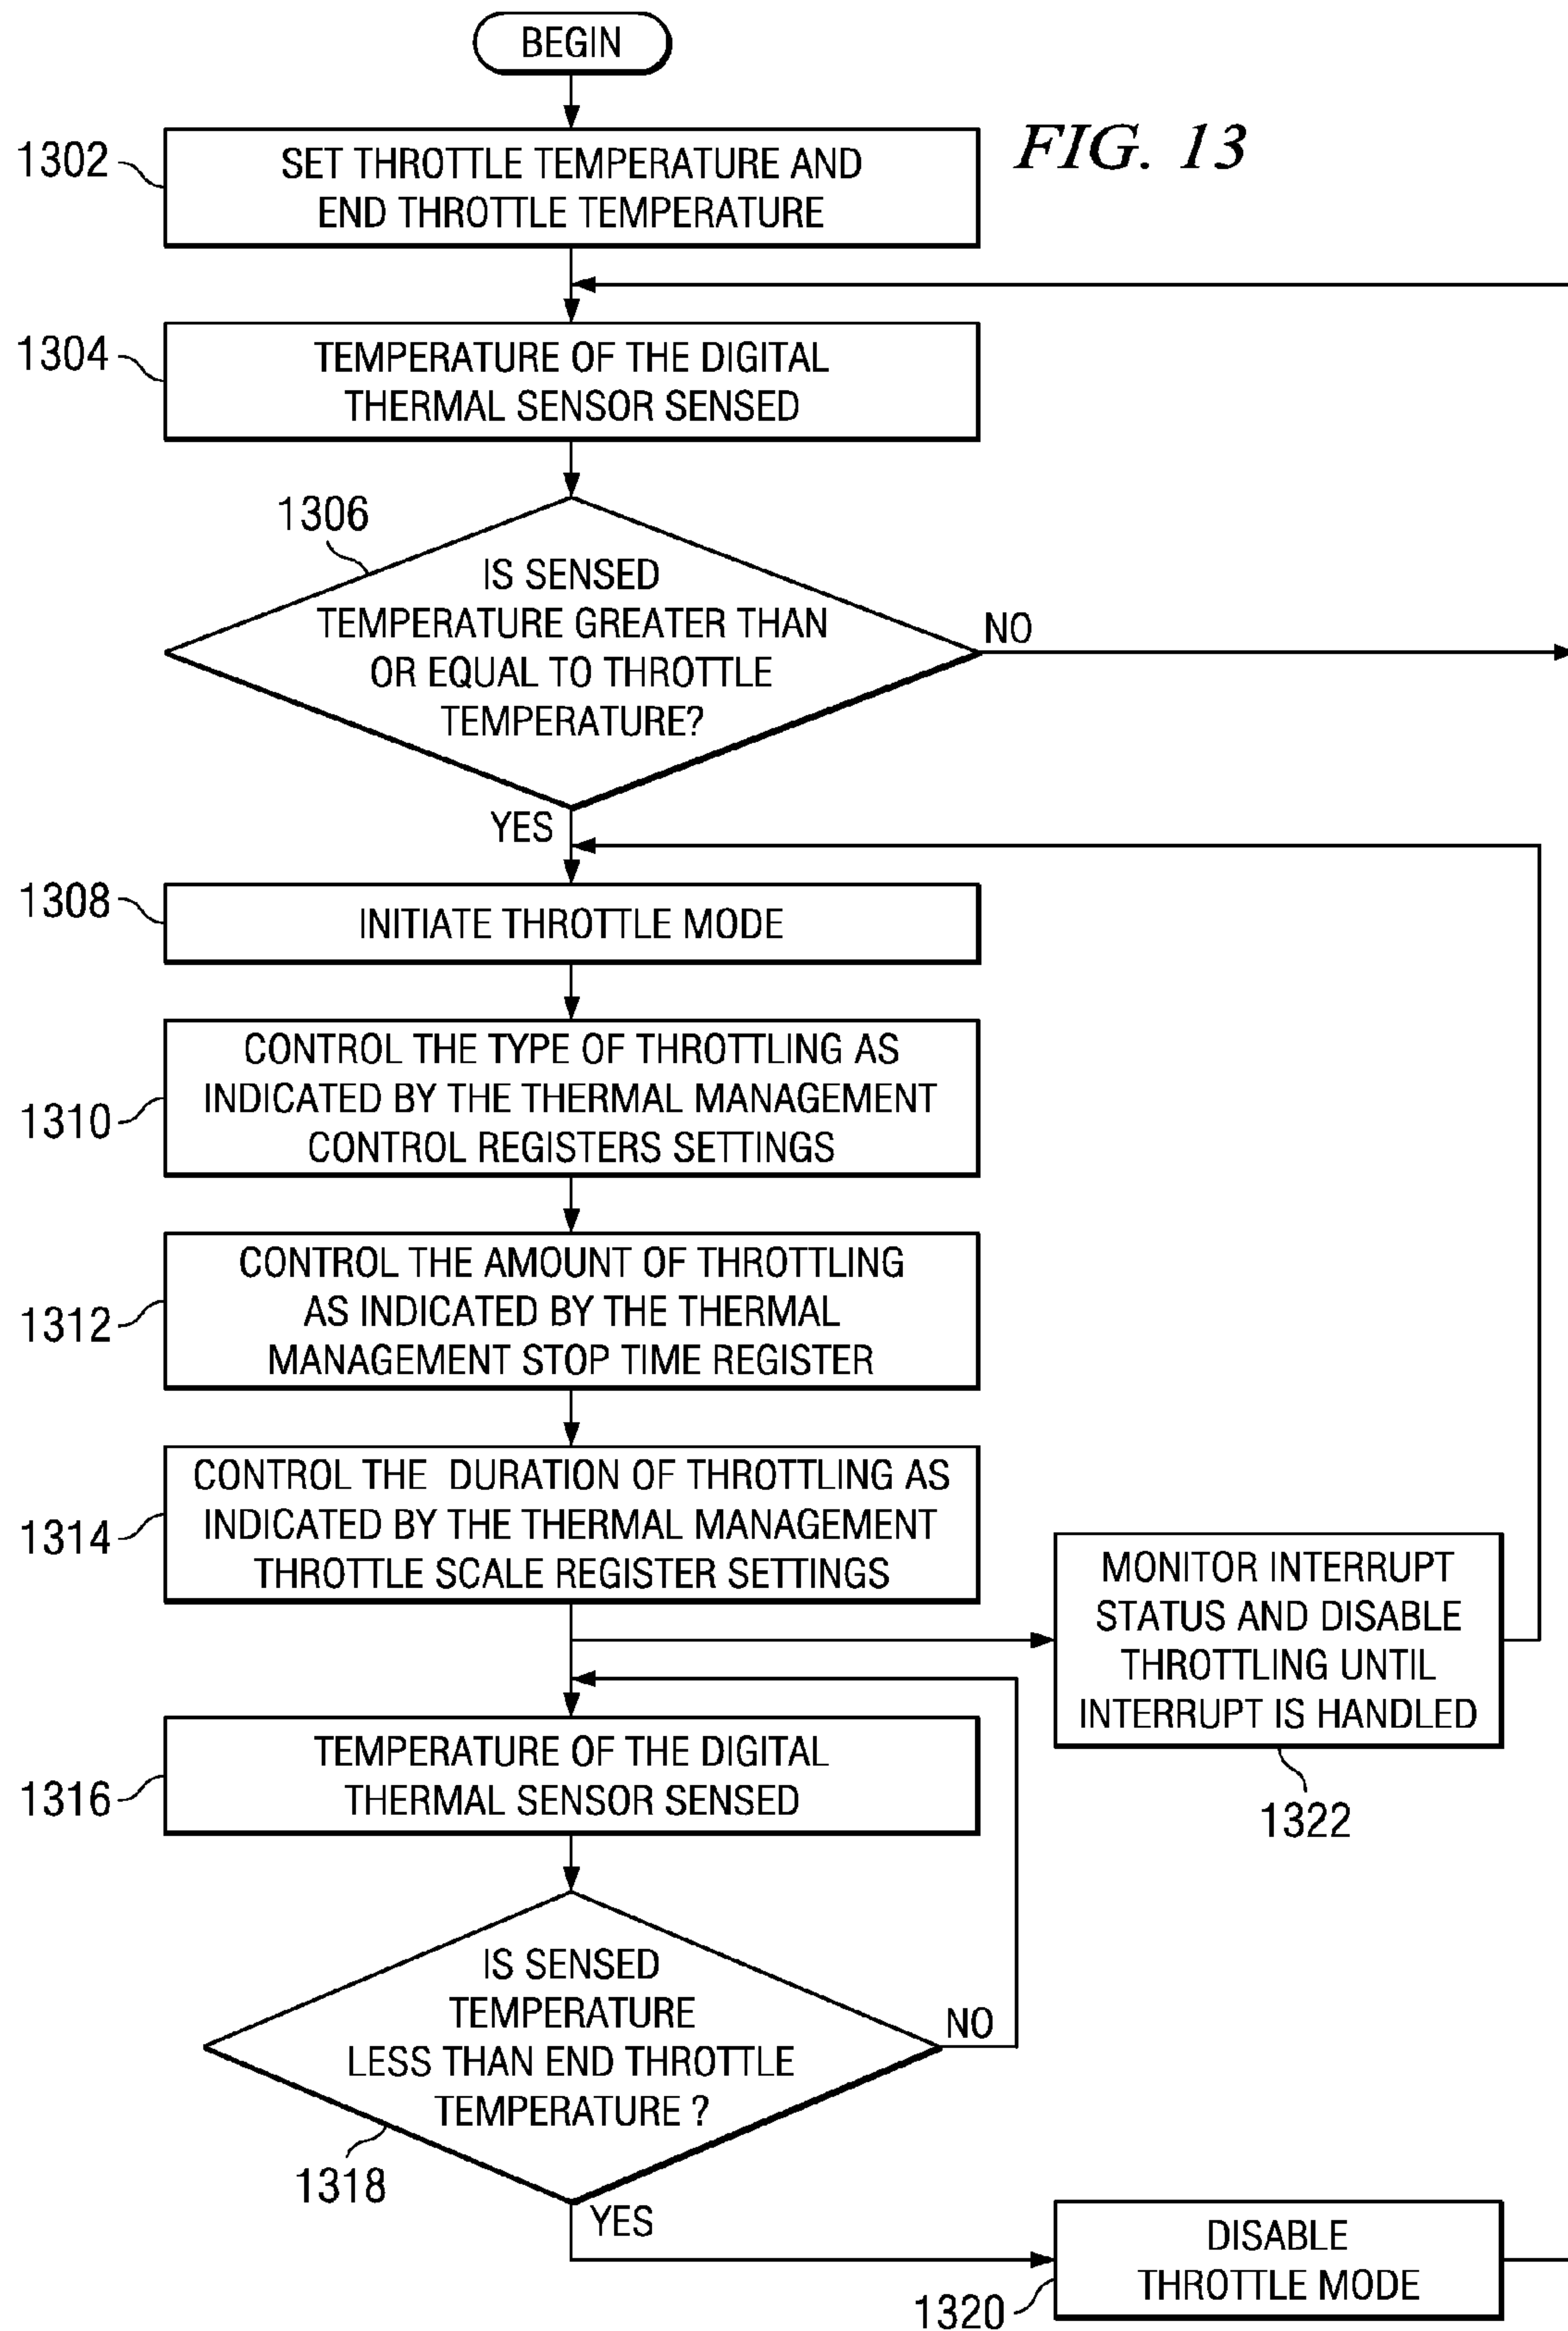 BEGIN
FIG. 13
1302
SET THROTTLE TEMPERATURE AND
END THROTTLE TEMPERATURE
1304
TEMPERATURE OF THE DIGITAL
THERMAL SENSOR SENSED
1306
IS SENSED
TEMPERATURE GREATER THAN
OR EQUAL TO THROTTLE
TEMPERATURE?
NO
YES
1308
INITIATE THROTTLE MODE
1310
CONTROL THE TYPE OF THROTTLING AS
INDICATED BY THE THERMAL MANAGEMENT
CONTROL REGISTERS SETTINGS
1312
CONTROL THE AMOUNT OF THROTTLING
AS INDICATED BY THE THERMAL
MANAGEMENT STOP TIME REGISTER
1314
CONTROL THE DURATION OF THROTTLING AS
INDICATED BY THE THERMAL MANAGEMENT
THROTTLE SCALE REGISTER SETTINGS
MONITOR INTERRUPT
STATUS AND DISABLE
THROTTLING UNTIL
INTERRUPT IS HANDLED
1322
1316
TEMPERATURE OF THE DIGITAL
THERMAL SENSOR SENSED
IS SENSED
TEMPERATURE
LESS THAN END THROTTLE
TEMPERATURE ?
NO
1318
YES
DISABLE
THROTTLE MODE
1320